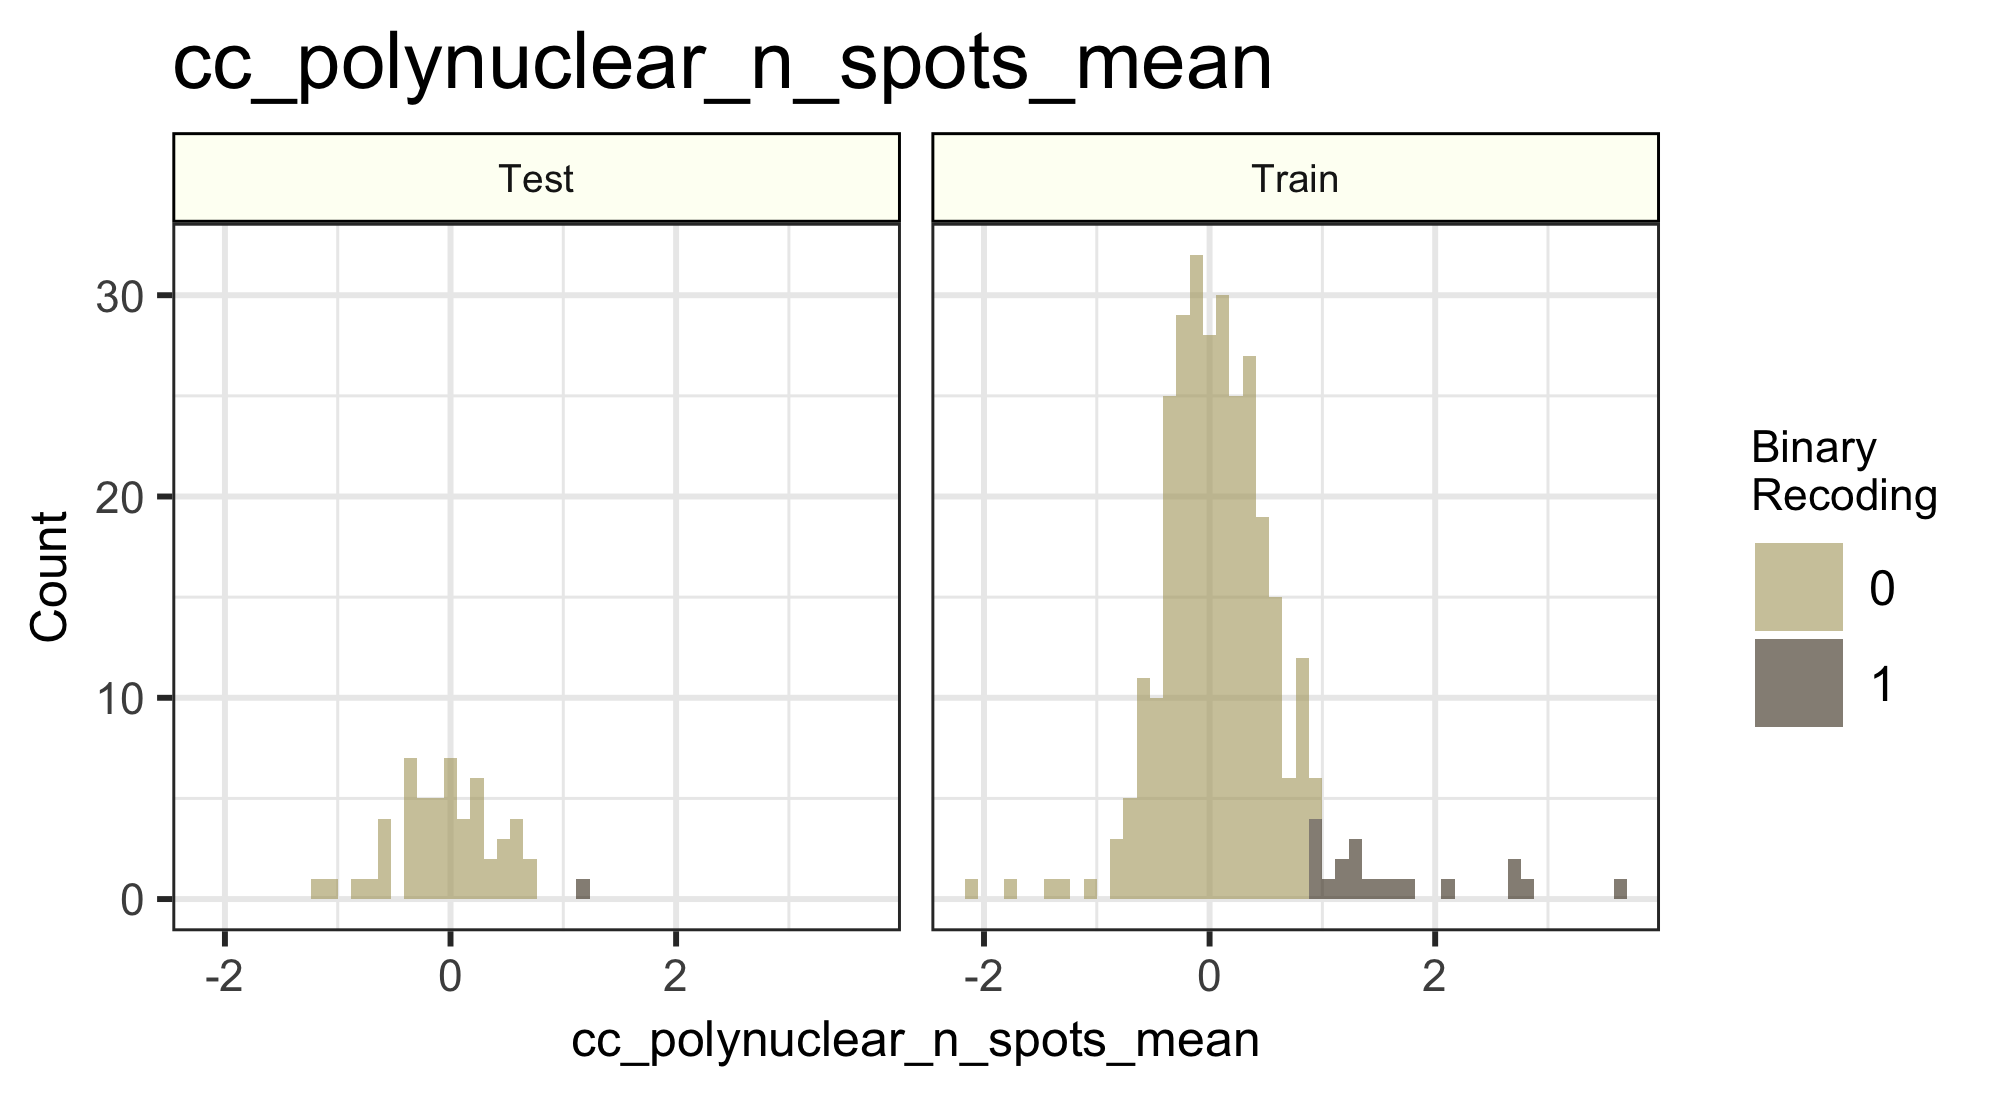 cc_polynuclear_n_spots_mean
Test
Train
30
20
10
0
Count
-2
0
2
-2
0
2
cc_polynuclear_n_spots_mean
Binary
Recoding
0
1